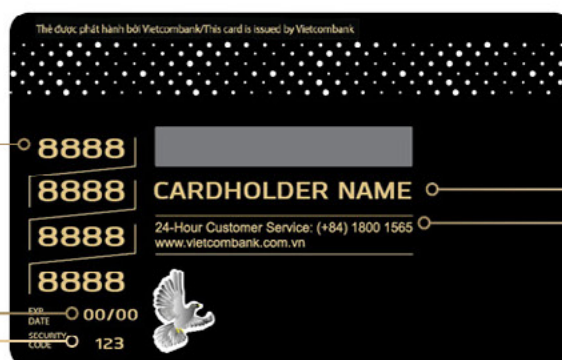 Thẻ được phát hành bởi Vietcombank/This card is issued by Vietcombank
8888
8888
8888
8888
CARDHOLDER NAME
24-Hour Customer Service: (+84) 1800 1565
www.vietcombank.com.vn
EXP.
DATE
00/00
SECURITY
CODE
123